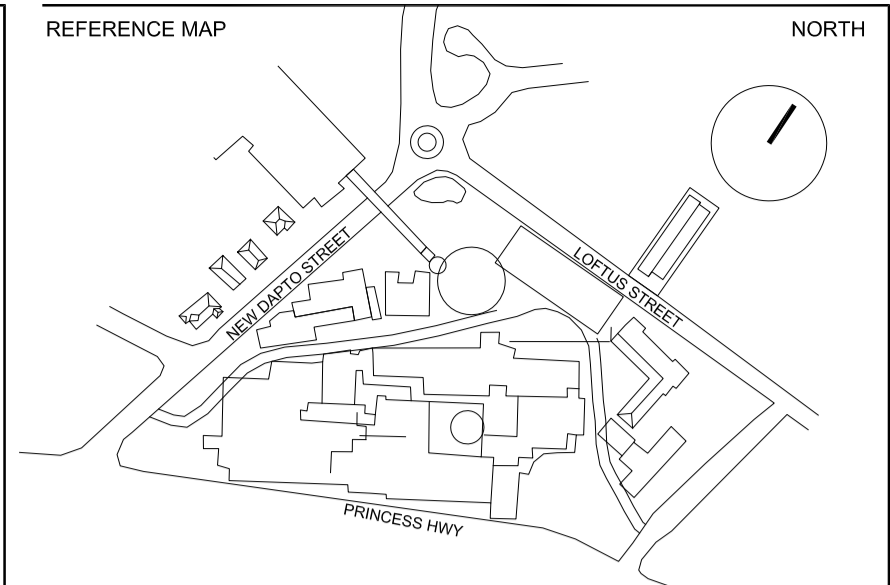 REFERENCE MAP
NORTH
NEW DAPTO STREET
LOFTUS STREET
PRINCESS HWY